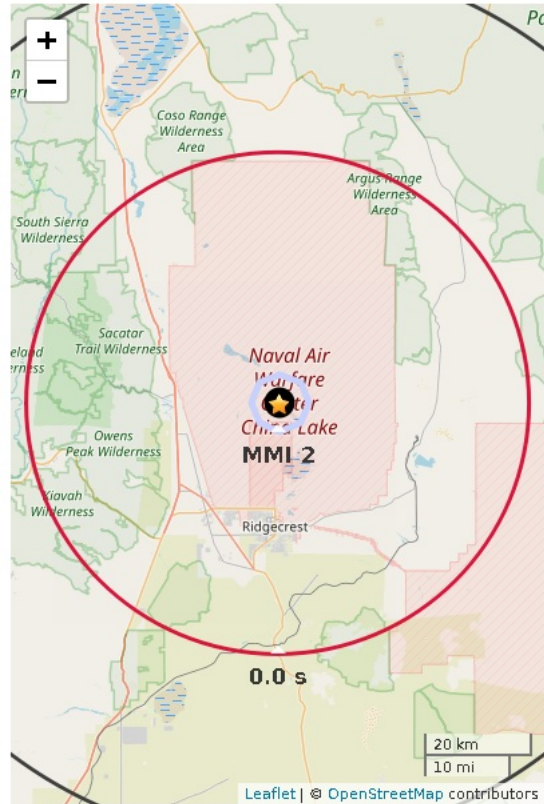 +
−
Coso Range
Wilderness
Area
Argus Range
Wilderness
Area
South Sierra
Wilderness
Sacatar
Trail Wilderness
Naval Air
Warfare
China Lake
MMI 2
Owens
Peak Wilderness
Kiavah
Wilderness
Ridgecrest
0.0 s
20 km
10 mi
Leaflet | © OpenStreetMap contributors